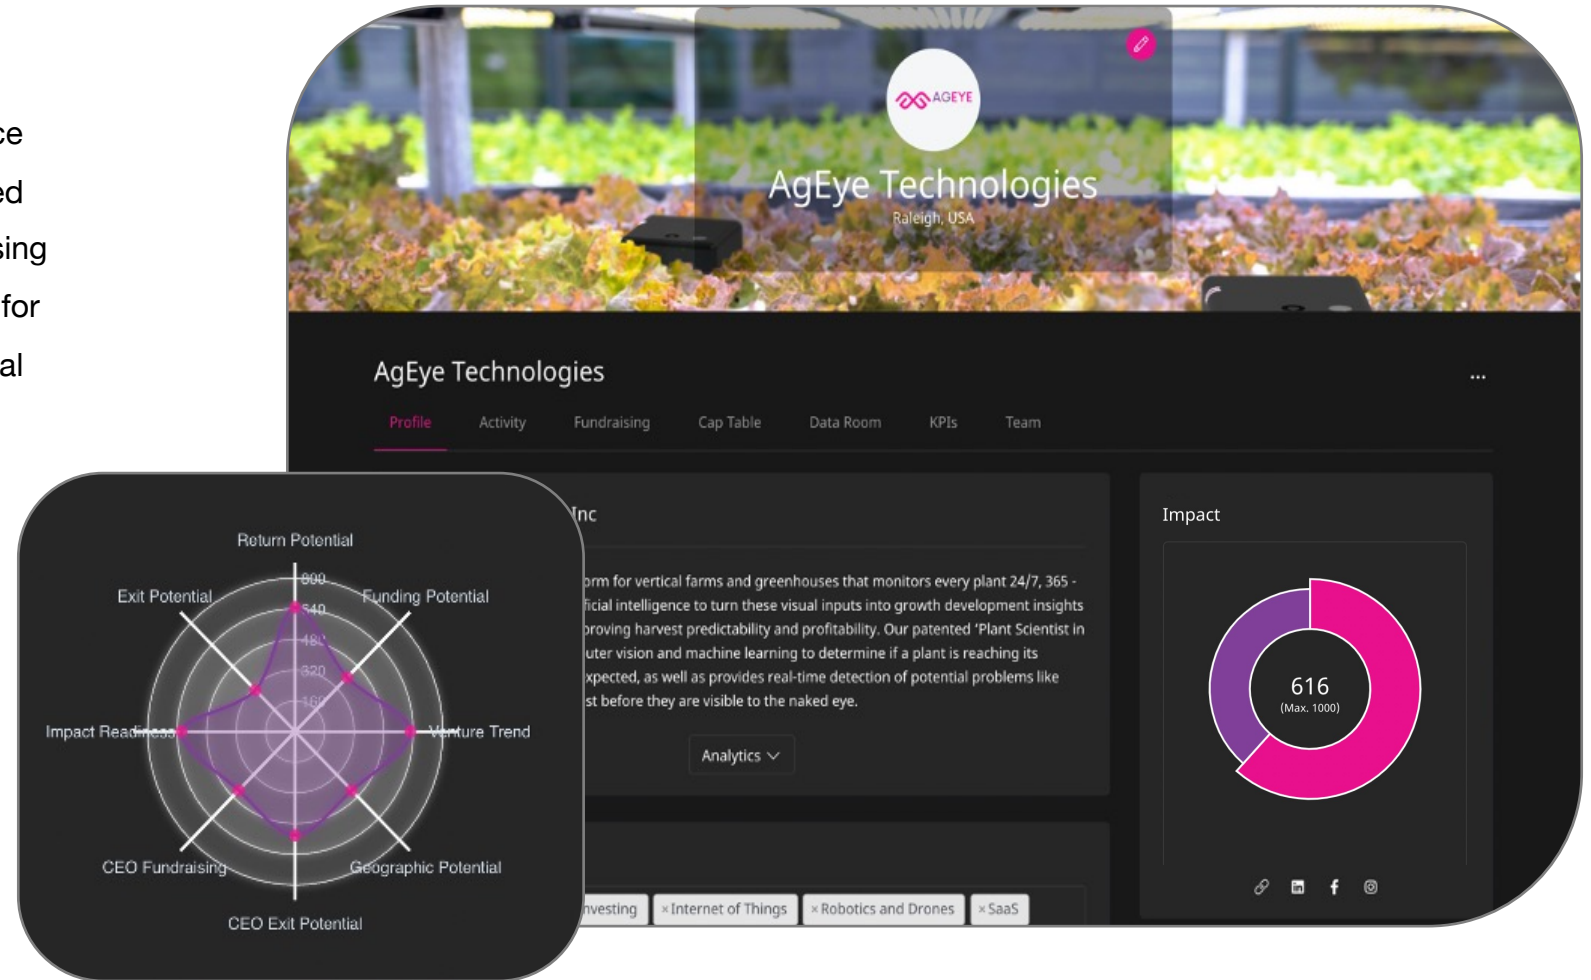 ce
ed
sing
for
al
AGEYE
AgEye Technologies
Raleigh, USA
AgEye Technologies
...
Profile Activity Fundraising Cap Table Data Room KPIs Team
Inc
orm for vertical farms and greenhouses that monitors every plant 24/7, 365 -
ficial intelligence to turn these visual inputs into growth development insights
proving harvest predictability and profitability. Our patented ‘Plant Scientist in
uter vision and machine learning to determine if a plant is reaching its
xpected, as well as provides real-time detection of potential problems like
st before they are visible to the naked eye.
Analytics
nvesting × Internet of Things × Robotics and Drones × SaaS
Impact
616
(Max. 1000)
Return Potential
Exit Potential
Funding Potential
800
640
480
320
160
Impact Readiness
Venture Trend
CEO Fundraising
Geographic Potential
CEO Exit Potential